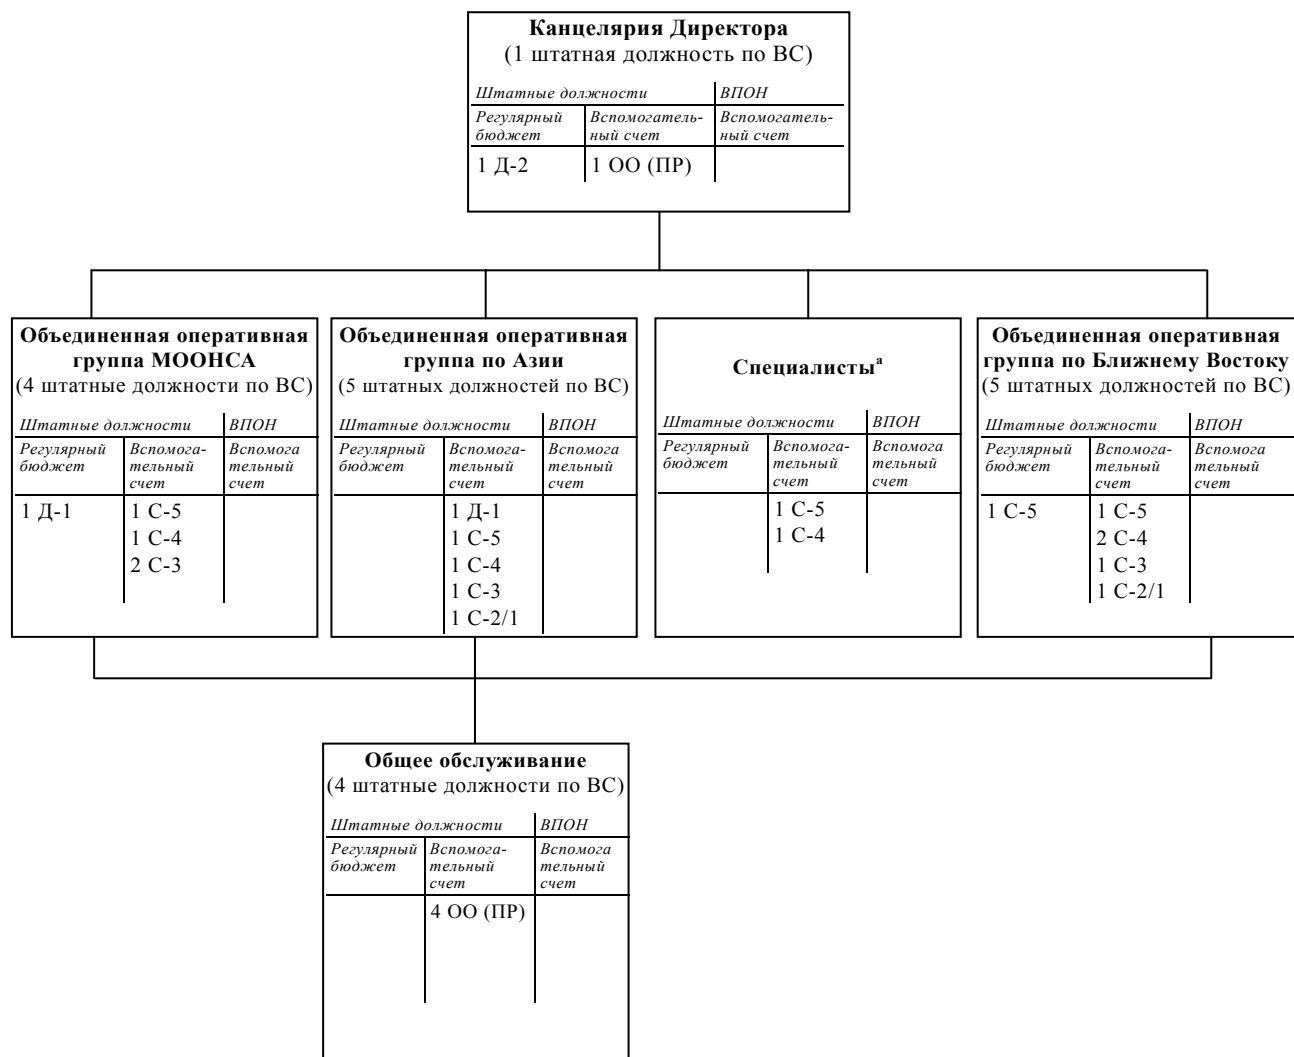 Канцелярия Директора
(1 штатная должность по ВС)
Штатные должности ВПОН
Регулярный бюджет Вспомогатель-ный счет Вспомогатель-ный счет
1 Д-2 1 ОО (ПР)
Объединенная оперативная
группа МООНСА
(4 штатные должности по ВС)
Штатные должности ВПОН
Регулярный бюджет Вспомога-тельный счет Вспомога тельный счет
1 Д-1 1 С-5
1 С-4
2 С-3
Объединенная оперативная
группа по Азии
(5 штатных должностей по ВС)
Штатные должности ВПОН
Регулярный бюджет Вспомога-тельный счет Вспомога тельный счет
1 Д-1
1 С-5
1 С-4
1 С-3
1 С-2/1
Специалистыᵃ
Штатные должности ВПОН
Регулярный бюджет Вспомога-тельный счет Вспомога тельный счет
1 С-5
1 С-4
Объединенная оперативная
группа по Ближнему Востоку
(5 штатных должностей по ВС)
Штатные должности ВПОН
Регулярный бюджет Вспомога-тельный счет Вспомога тельный счет
1 С-5 1 С-5
2 С-4
1 С-3
1 С-2/1
Общее обслуживание
(4 штатные должности по ВС)
Штатные должности ВПОН
Регулярный бюджет Вспомога-тельный счет Вспомога тельный счет
4 ОО (ПР)